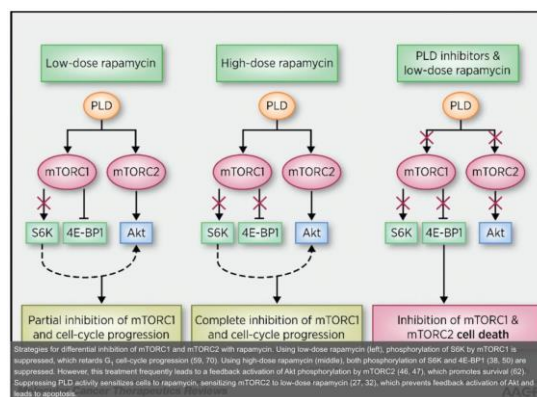 Low-dose rapamycin
High-dose rapamycin
PLD inhibitors &
low-dose rapamycin
PLD
PLD
PLD
mTORC1
mTORC2
mTORC1
mTORC2
mTORC1
mTORC2
S6K
4E-BP1
Akt
S6K
4E-BP1
Akt
S6K
4E-BP1
Akt
Partial inhibition of mTORC1
and cell-cycle progression
Complete inhibition of mTORC1
and cell-cycle progression
Inhibition of mTORC1 &
mTORC2 cell death
Strategies for differential inhibition of mTORC1 and mTORC2 with rapamycin. Using low-dose rapamycin (left), phosphorylation of S6K by mTORC1 is
suppressed, which retards G₁ cell-cycle progression (59, 70). Using high-dose rapamycin (middle), both phosphorylation of S6K and 4E-BP1 (38, 50) are
suppressed. However, this treatment frequently leads to a feedback activation of Akt phosphorylation by mTORC2 (46, 47), which promotes survival (62).
Suppressing PLD activity sensitizes cells to rapamycin, sensitizing mTORC2 to low-dose rapamycin (27, 32), which prevents feedback activation of Akt and
leads to apoptosis.
Molecular Cancer Therapeutics Reviews